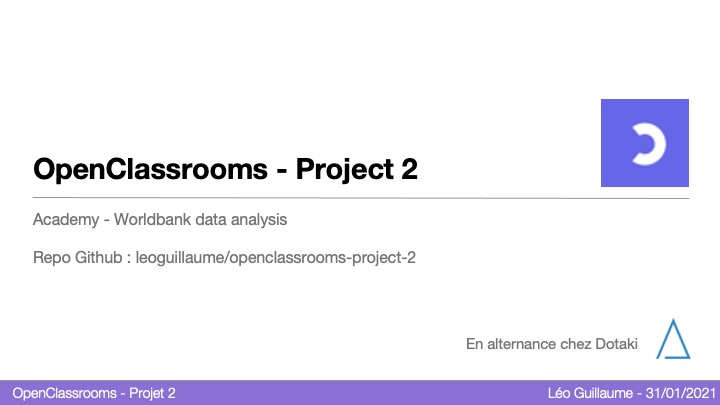 OpenClassrooms - Project 2
Academy - Worldbank data analysis
Repo Github : leoguillaume/openclassrooms-project-2
En alternance chez Dotaki
OpenClassrooms - Projet 2
Léo Guillaume - 31/01/2021